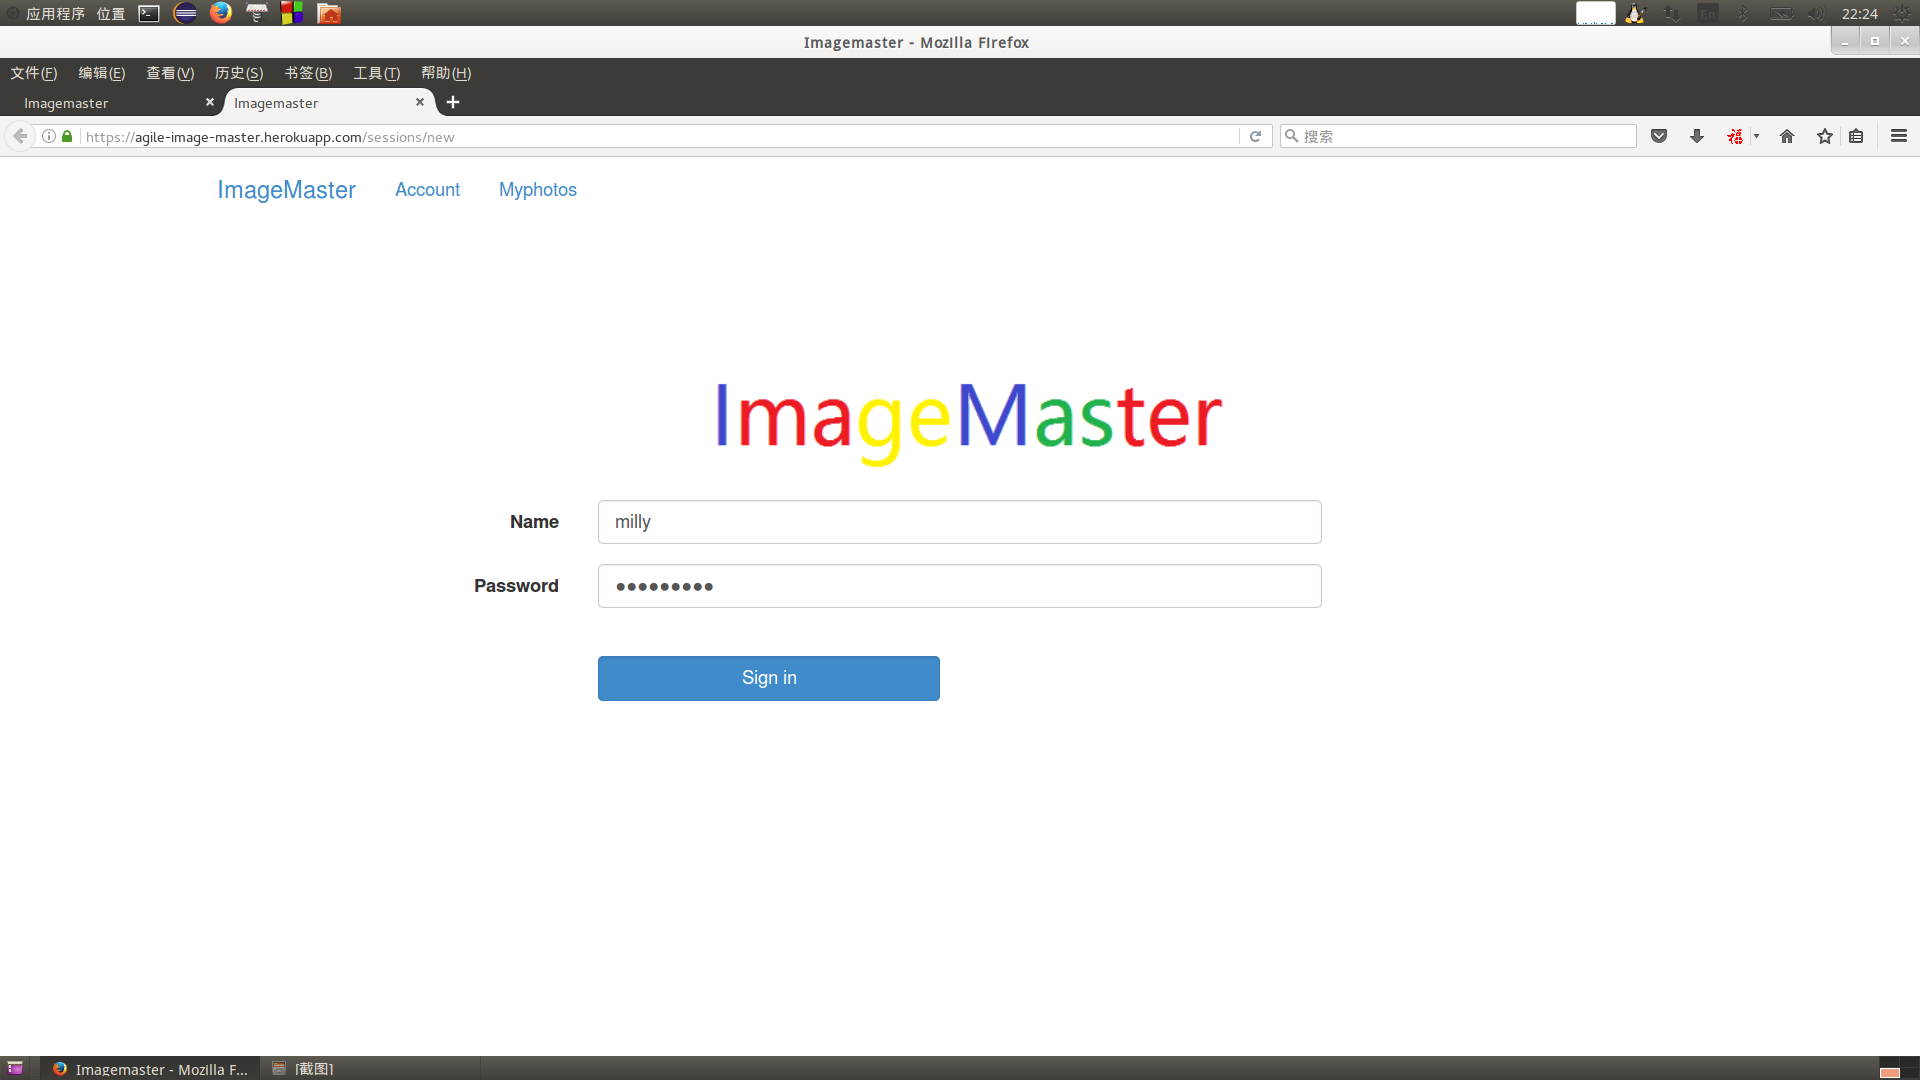 应用程序 位置 En 22:24
Imagemaster - Mozilla Firefox
文件(F) 编辑(E) 查看(V) 历史(S) 书签(B) 工具(T) 帮助(H)
Imagemaster Imagemaster
https://agile-image-master.herokuapp.com/sessions/new 搜索
ImageMaster Account Myphotos
ImageMaster
Name milly
Password
Sign in
Imagemaster - Mozilla F... [截图]